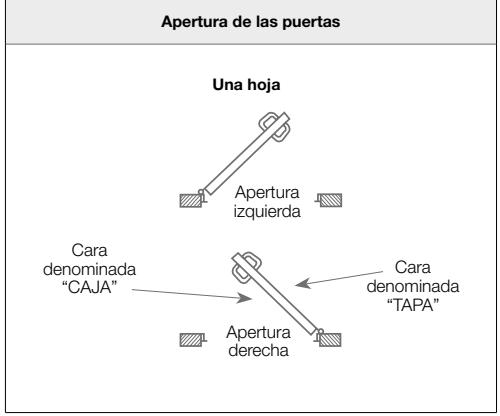 Apertura de las puertas
Una hoja
Apertura
izquierda
Cara
denominada
“CAJA”
Cara
denominada
“TAPA”
Apertura
derecha